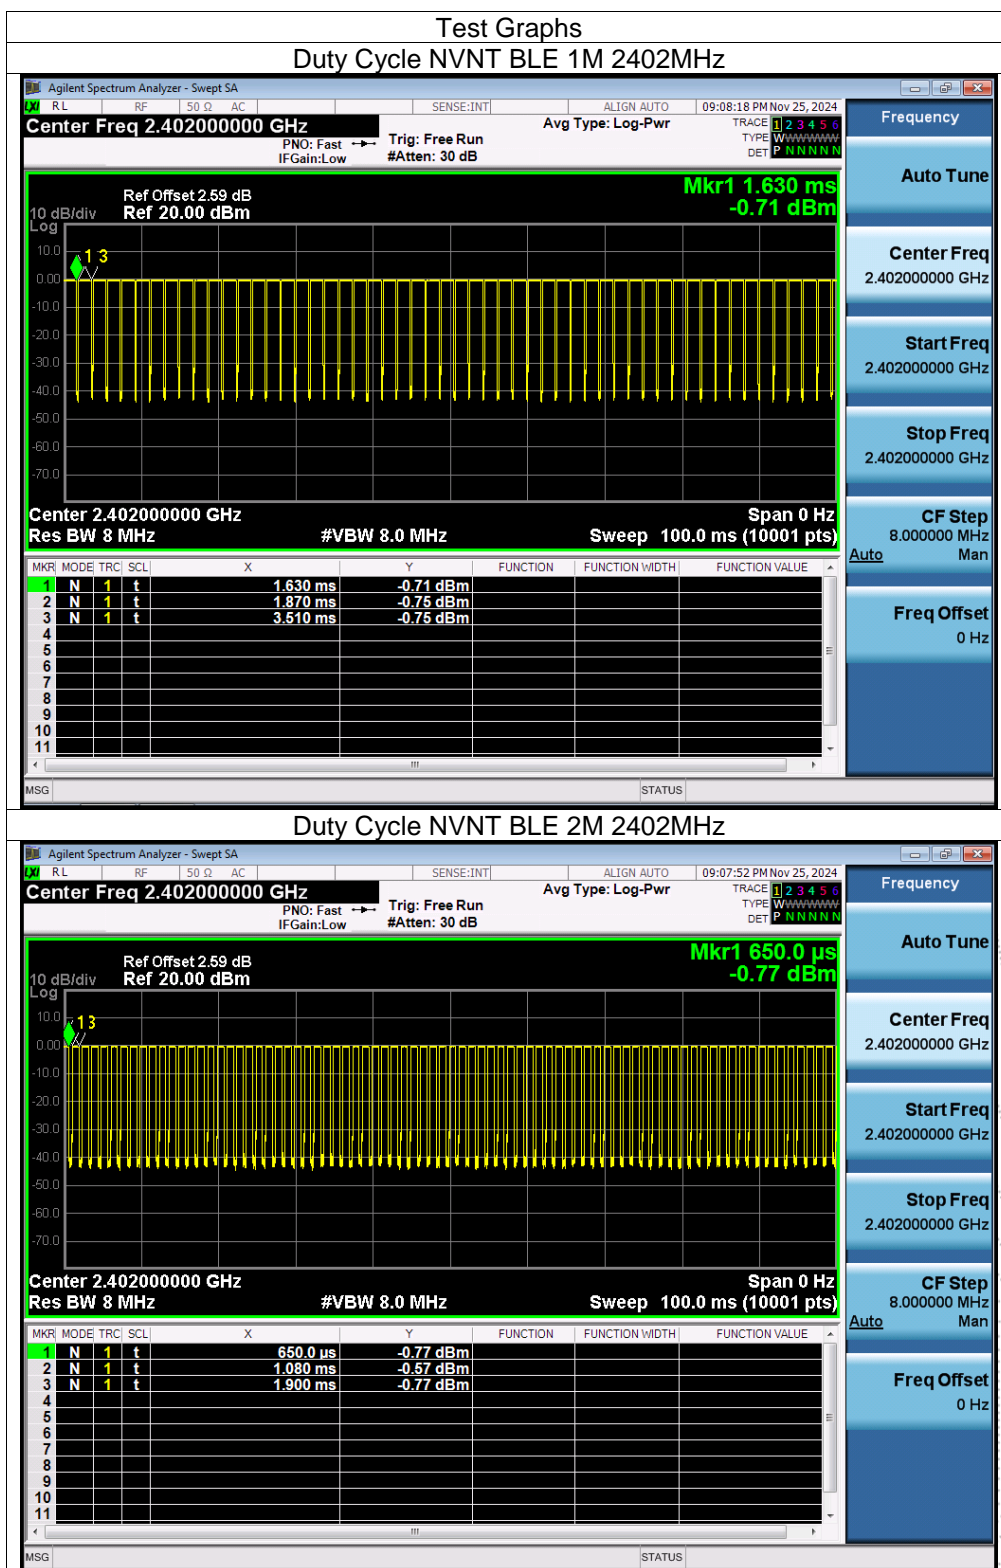 Test Graphs
Duty Cycle NVNT BLE 1M 2402MHz
Agilent Spectrum Analyzer - Swept SA
LXI RL RF 50 Ω AC SENSE:INT ALIGN AUTO 09:08:18 PM Nov 25, 2024
Frequency
Center Freq 2.402000000 GHz Avg Type: Log-Pwr TRACE 1 2 3 4 5 6
PNO: Fast Trig: Free Run TYPE WWWWWW
IFGain:Low #Atten: 30 dB DET P N N N N N
Auto Tune
Mkr1 1.630 ms
-0.71 dBm
Ref Offset 2.59 dB
10 dB/div Ref 20.00 dBm
Log
10.0
1 3
0.00
-10.0
-20.0
-30.0
-40.0
-50.0
-60.0
-70.0
Center Freq
2.402000000 GHz
Start Freq
2.402000000 GHz
Stop Freq
2.402000000 GHz
Center 2.402000000 GHz Span 0 Hz
Res BW 8 MHz #VBW 8.0 MHz Sweep 100.0 ms (10001 pts)
CF Step
8.000000 MHz
Auto Man
MKR MODE TRC SCL X Y FUNCTION FUNCTION WIDTH FUNCTION VALUE
1 N 1 t 1.630 ms -0.71 dBm
2 N 1 t 1.870 ms -0.75 dBm
3 N 1 t 3.510 ms -0.75 dBm
4
5
6
7
8
9
10
11
Freq Offset
0 Hz
MSG STATUS
Duty Cycle NVNT BLE 2M 2402MHz
Agilent Spectrum Analyzer - Swept SA
LXI RL RF 50 Ω AC SENSE:INT ALIGN AUTO 09:07:52 PM Nov 25, 2024
Frequency
Center Freq 2.402000000 GHz Avg Type: Log-Pwr TRACE 1 2 3 4 5 6
PNO: Fast Trig: Free Run TYPE WWWWWW
IFGain:Low #Atten: 30 dB DET P N N N N N
Auto Tune
Mkr1 650.0 µs
-0.77 dBm
Ref Offset 2.59 dB
10 dB/div Ref 20.00 dBm
Log
10.0
1 3
0.00
-10.0
-20.0
-30.0
-40.0
-50.0
-60.0
-70.0
Center Freq
2.402000000 GHz
Start Freq
2.402000000 GHz
Stop Freq
2.402000000 GHz
Center 2.402000000 GHz Span 0 Hz
Res BW 8 MHz #VBW 8.0 MHz Sweep 100.0 ms (10001 pts)
CF Step
8.000000 MHz
Auto Man
MKR MODE TRC SCL X Y FUNCTION FUNCTION WIDTH FUNCTION VALUE
1 N 1 t 650.0 µs -0.77 dBm
2 N 1 t 1.080 ms -0.57 dBm
3 N 1 t 1.900 ms -0.77 dBm
4
5
6
7
8
9
10
11
Freq Offset
0 Hz
MSG STATUS